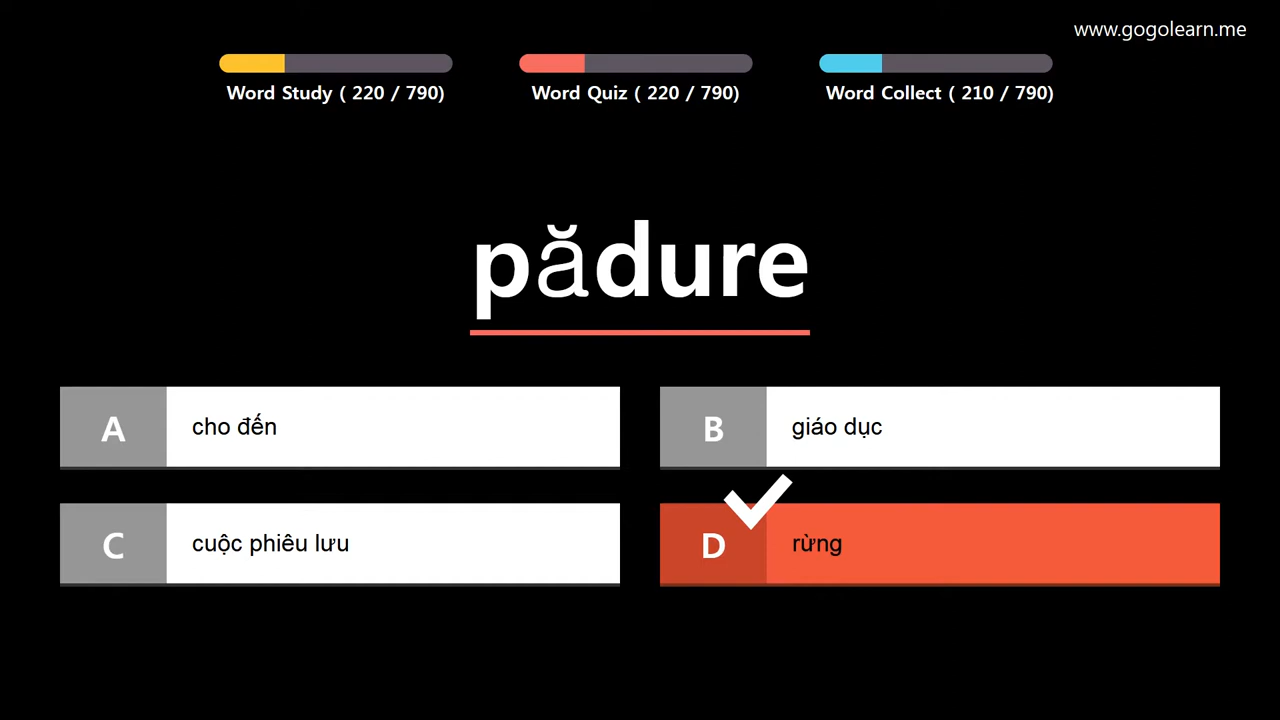 www.gogolearn.me
Word Study ( 220 / 790)
Word Quiz ( 220 / 790)
Word Collect ( 210 / 790)
pădure
A cho đến
B giáo dục
C cuộc phiêu lưu
D rừng